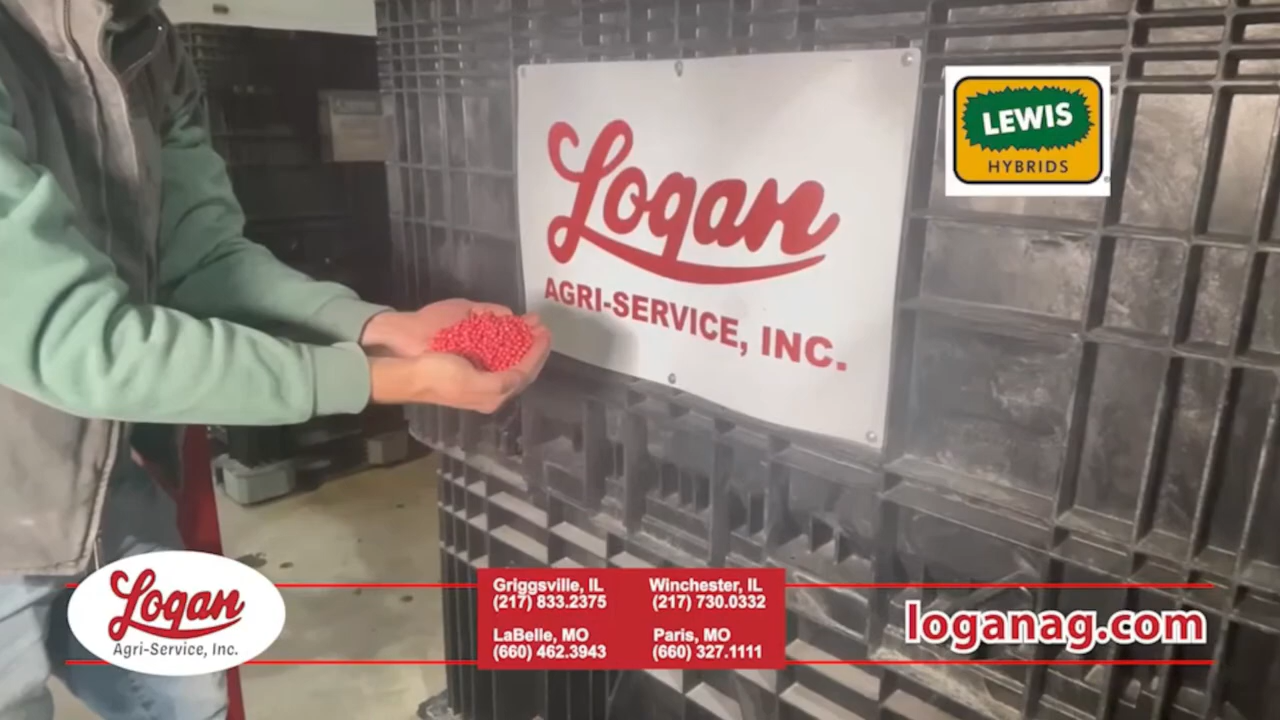 LEWIS
HYBRIDS
Logan
AGRI-SERVICE, INC.
Logan
Agri-Service, Inc.
Griggsville, IL
(217) 833.2375
Winchester, IL
(217) 730.0332
LaBelle, MO
(660) 462.3943
Paris, MO
(660) 327.1111
loganag.com